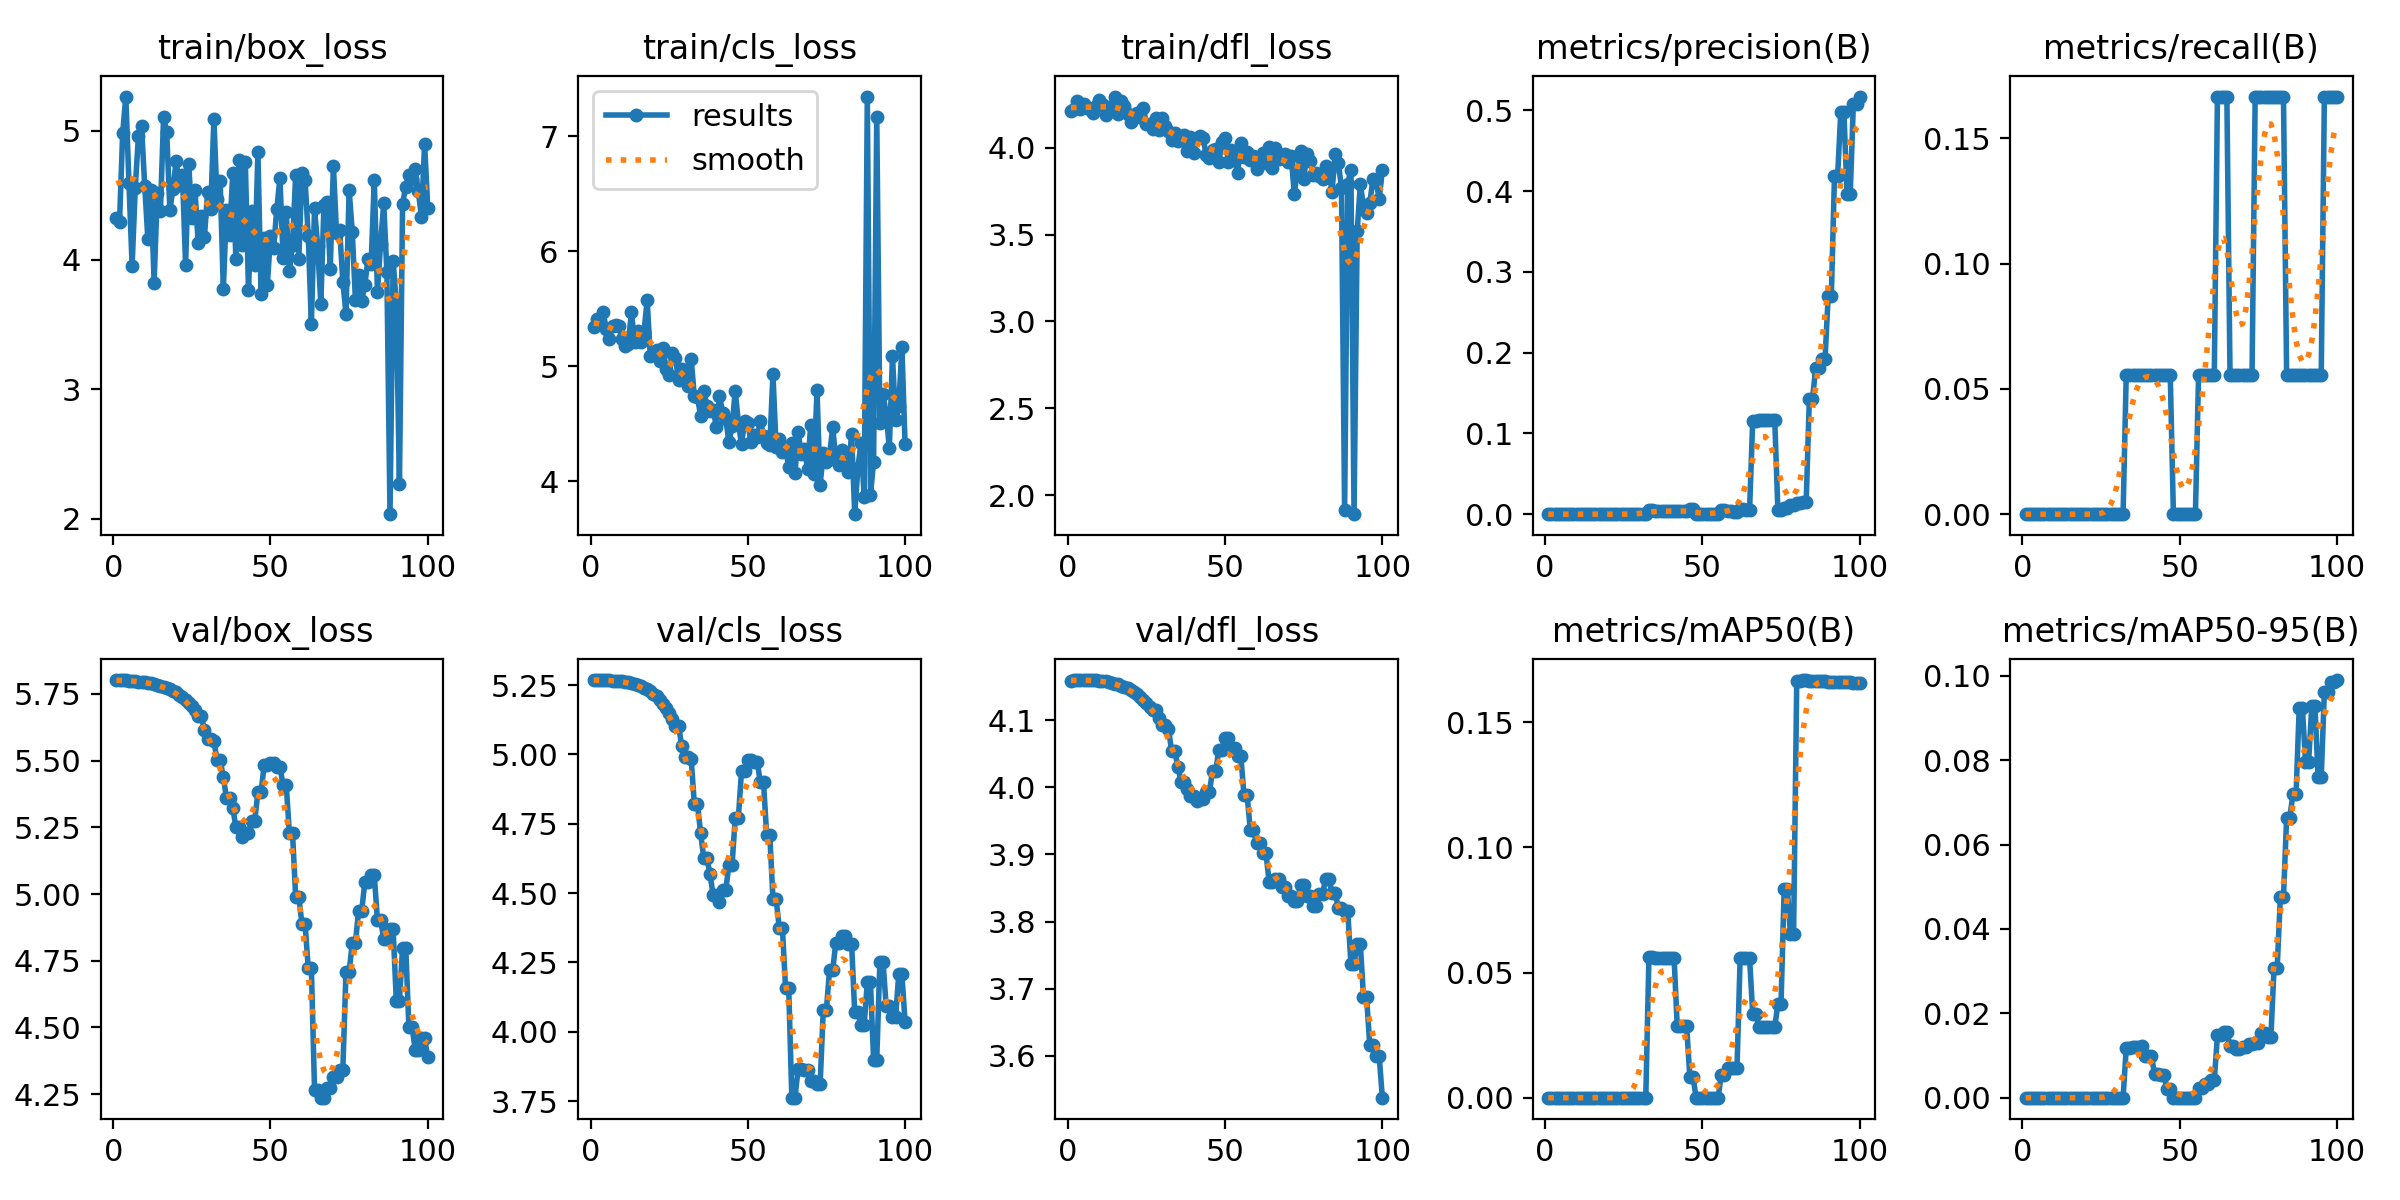 train/box_loss
5
4
3
2
0 50 100
train/cls_loss
results
smooth
7
6
5
4
0 50 100
train/dfl_loss
4.0
3.5
3.0
2.5
2.0
0 50 100
metrics/precision(B)
0.5
0.4
0.3
0.2
0.1
0.0
0 50 100
metrics/recall(B)
0.15
0.10
0.05
0.00
0 50 100
val/box_loss
5.75
5.50
5.25
5.00
4.75
4.50
4.25
0 50 100
val/cls_loss
5.25
5.00
4.75
4.50
4.25
4.00
3.75
0 50 100
val/dfl_loss
4.1
4.0
3.9
3.8
3.7
3.6
0 50 100
metrics/mAP50(B)
0.15
0.10
0.05
0.00
0 50 100
metrics/mAP50-95(B)
0.10
0.08
0.06
0.04
0.02
0.00
0 50 100